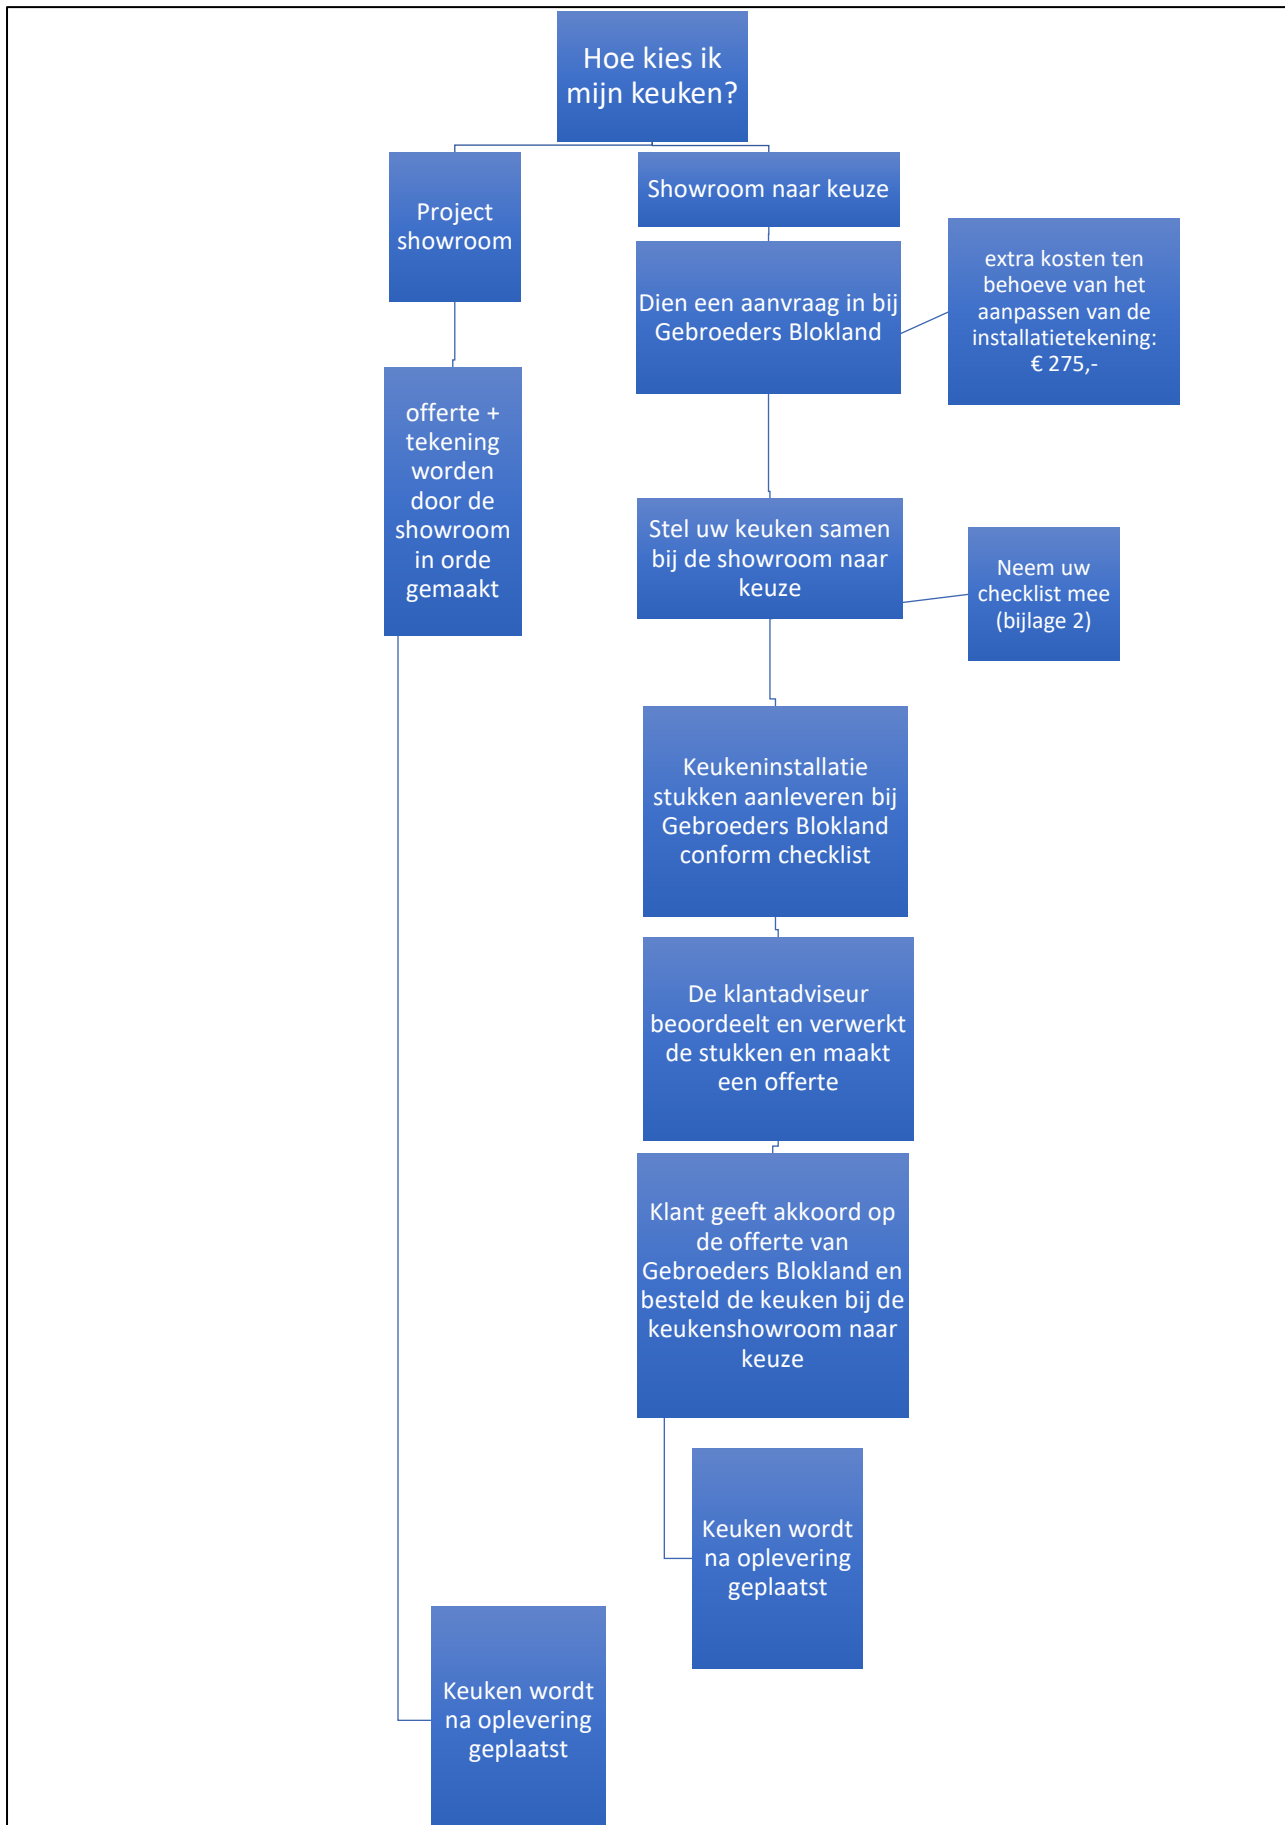 Hoe kies ik
mijn keuken?
Project
showroom
offerte +
tekening
worden
door de
showroom
in orde
gemaakt
Keuken wordt
na oplevering
geplaatst
Showroom naar keuze
Dien een aanvraag in bij
Gebroeders Blokland
extra kosten ten
behoeve van het
aanpassen van de
installatietekening:
€ 275,-
Stel uw keuken samen
bij de showroom naar
keuze
Neem uw
checklist mee
(bijlage 2)
Keukeninstallatie
stukken aanleveren bij
Gebroeders Blokland
conform checklist
De klantadviseur
beoordeelt en verwerkt
de stukken en maakt
een offerte
Klant geeft akkoord op
de offerte van
Gebroeders Blokland en
besteld de keuken bij de
keukenshowroom naar
keuze
Keuken wordt
na oplevering
geplaatst